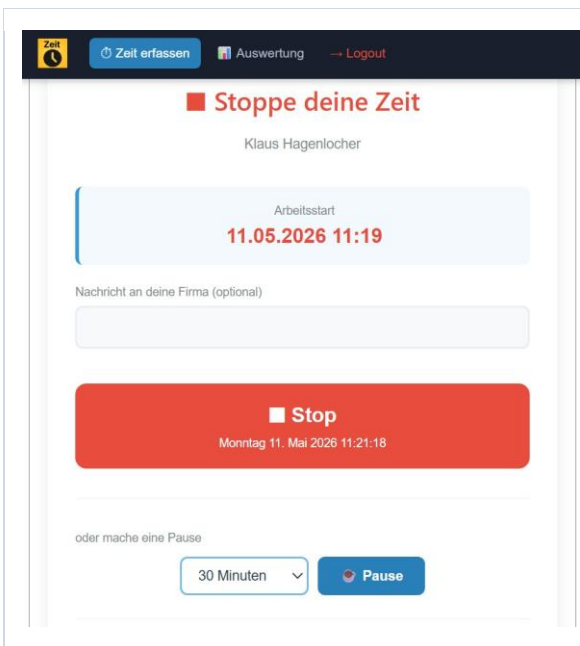 Zeit
Zeit erfassen
Auswertung
→ Logout
Stoppe deine Zeit
Klaus Hagenlocher
Arbeitsstart
11.05.2026 11:19
Nachricht an deine Firma (optional)
Stop
Monntag 11. Mai 2026 11:21:18
oder mache eine Pause
30 Minuten
Pause